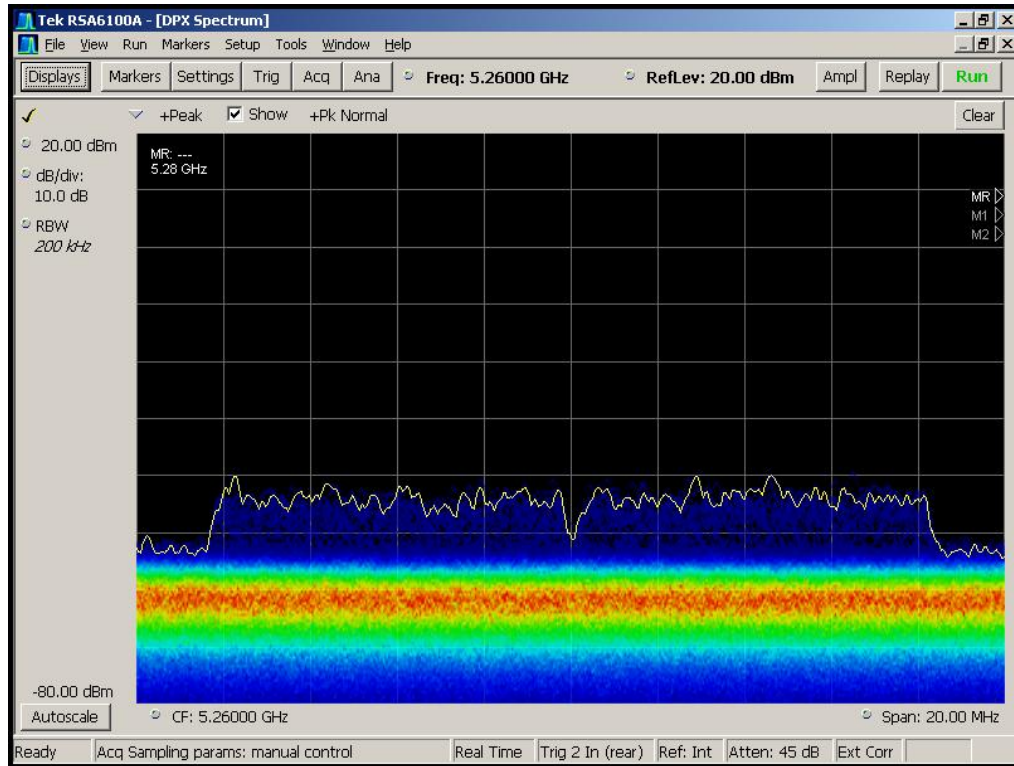 Tek RSA6100A - [DPX Spectrum]
File View Run Markers Setup Tools Window Help
Displays Markers Settings Trig Acq Ana Freq: 5.26000 GHz RefLev: 20.00 dBm Ampl Replay Run
+Peak Show +Pk Normal Clear
20.00 dBm
MR: ---
5.28 GHz
dB/div:
10.0 dB
RBW
200 kHz
MR
M1
M2
-80.00 dBm
Autoscale CF: 5.26000 GHz Span: 20.00 MHz
Ready Acq Sampling params: manual control Real Time Trig 2 In (rear) Ref: Int Atten: 45 dB Ext Corr